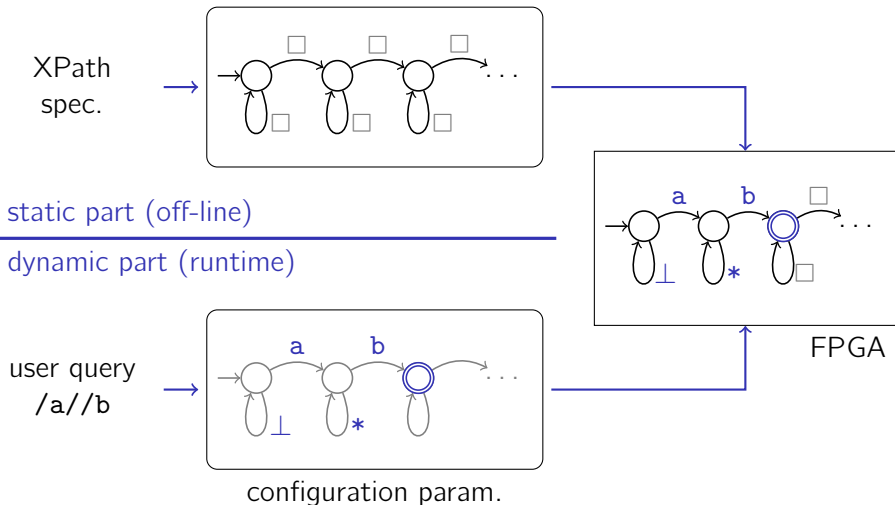 XPath
spec.
□ □ □ ...
□ □ □
static part (off-line)
dynamic part (runtime)
a b □ ...
⊥ * □
FPGA
user query
/a//b
a b ...
⊥ *
configuration param.